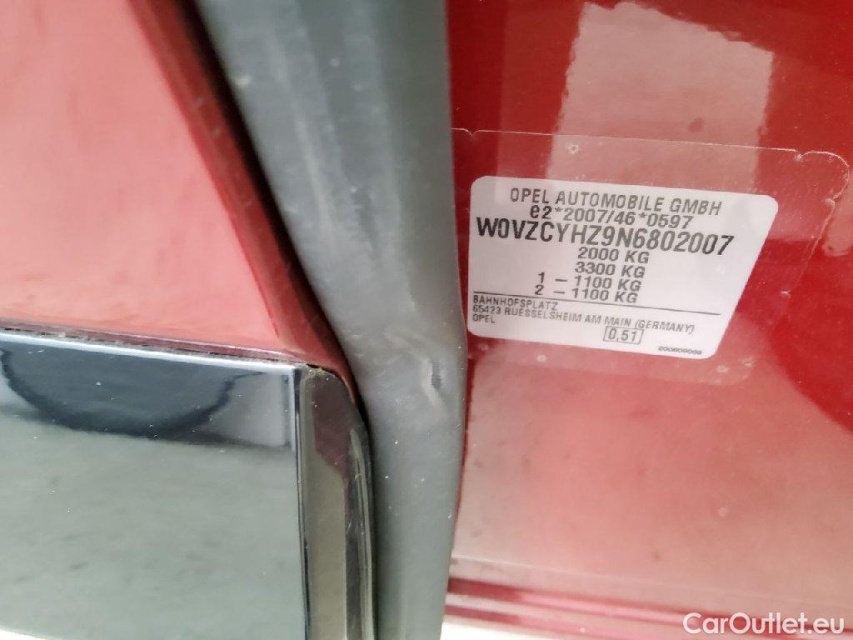 OPEL AUTOMOBILE GMBH
e2*2007/46*0597
W0VZCYHZ9N6802007
2000 KG
3300 KG
1 - 1100 KG
2 - 1100 KG
BAHNHOFSPLATZ
65423 RUESSELSHEIM AM MAIN (GERMANY)
OPEL
0,51
CarOutlet.eu